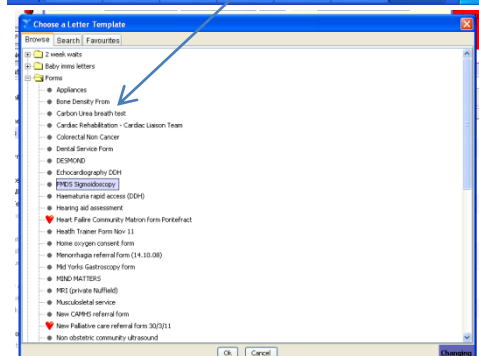 Choose a Letter Template
Browse Search Favourites
2 week waits
Baby imms letters
Forms
Appliances
Bone Density From
Carbon Urea breath test
Cardiac Rehabilitation - Cardiac Liaison Team
Colorectal Non Cancer
Dental Service Form
DESMOND
Echocardiography DDH
FMDS Sigmoidoscopy
Haematuria rapid access (DDH)
Hearing aid assessment
Heart Failire Community Matron form Pontefract
Heatlh Trainer Form Nov 11
Home oxygen consent form
Menorrhagia referral form (14.10.08)
Mid Yorks Gastroscopy form
MIND MATTERS
MRI (private Nuffield)
Musculosletal service
New CAMHS referral form
New Palliative care referral form 30/3/11
Non obstetric community ultrasound
Ok Cancel
Changing